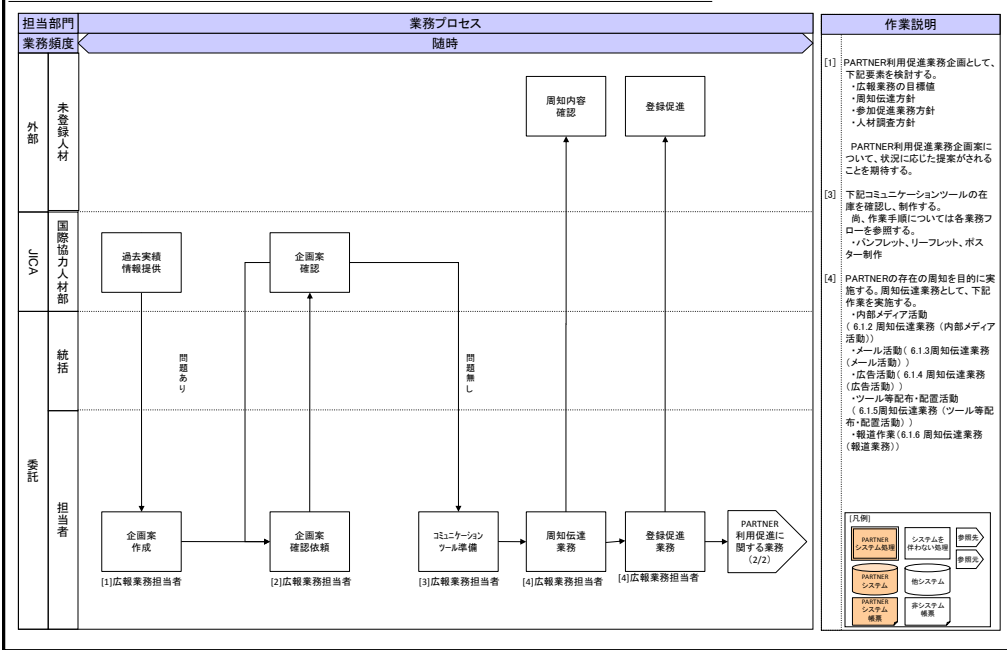 担当部門
業務プロセス
業務頻度
随時
外部
未登録人材
周知内容
確認
登録促進
JICA
国際協力人材部
過去実績
情報提供
企画案
確認
委託
統括
問題あり
問題無し
担当者
企画案
作成
[1]広報業務担当者
企画案
確認依頼
[2]広報業務担当者
コミュニケーション
ツール準備
[3]広報業務担当者
周知伝達
業務
[4]広報業務担当者
登録促進
業務
[4]広報業務担当者
PARTNER
利用促進に
関する業務
(2/2)
作業説明
[1] PARTNER利用促進業務企画として、
下記要素を検討する。
・広報業務の目標値
・周知伝達方針
・参加促進業務方針
・人材調査方針
PARTNER利用促進業務企画案に
ついて、状況に応じた提案がされる
ことを期待する。
[3] 下記コミュニケーションツールの在
庫を確認し、制作する。
尚、作業手順については各業務フ
ローを参照する。
・パンフレット、リーフレット、ポス
ター制作
[4] PARTNERの存在の周知を目的に実
施する。周知伝達業務として、下記
作業を実施する。
・内部メディア活動
( 6.1.2 周知伝達業務（内部メディア
活動))
・メール活動( 6.1.3周知伝達業務
(メール活動) )
・広告活動( 6.1.4 周知伝達業務
(広告活動) )
・ツール等配布・配置活動
( 6.1.5周知伝達業務（ツール等配
布・配置活動) )
・報道作業(6.1.6 周知伝達業務
(報道業務))
[凡例]
PARTNER
システム処理
システムを
伴わない処理
参照先
参照元
PARTNER
システム
他システム
PARTNER
システム
帳票
非システム
帳票